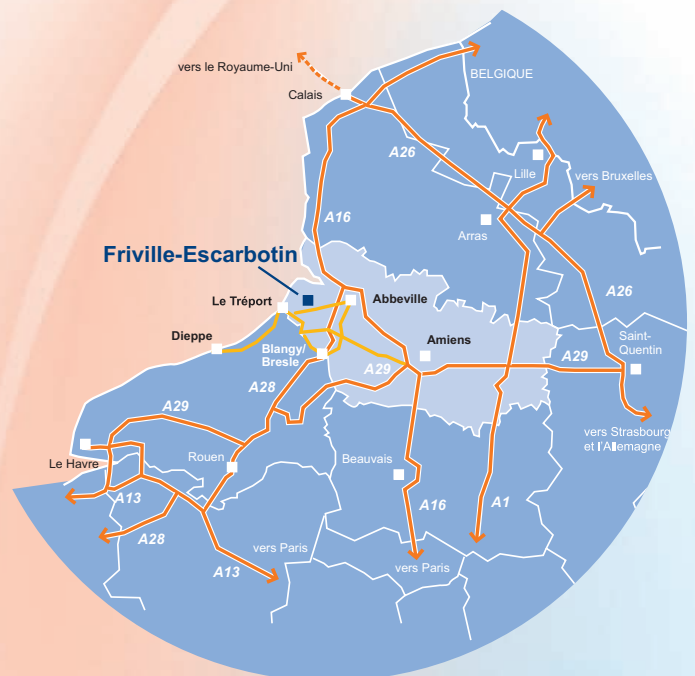 vers le Royaume-Uni
BELGIQUE
Calais
A26
Lille
vers Bruxelles
A16
Arras
Friville-Escarbotin
A26
Le Tréport
Abbeville
Dieppe
Amiens
Saint-
Quentin
Blangy/
Bresle
A29
A29
A28
A29
vers Strasbourg
et l'Allemagne
Rouen
Beauvais
Le Havre
A13
A16
A1
A28
vers Paris
A13
vers Paris